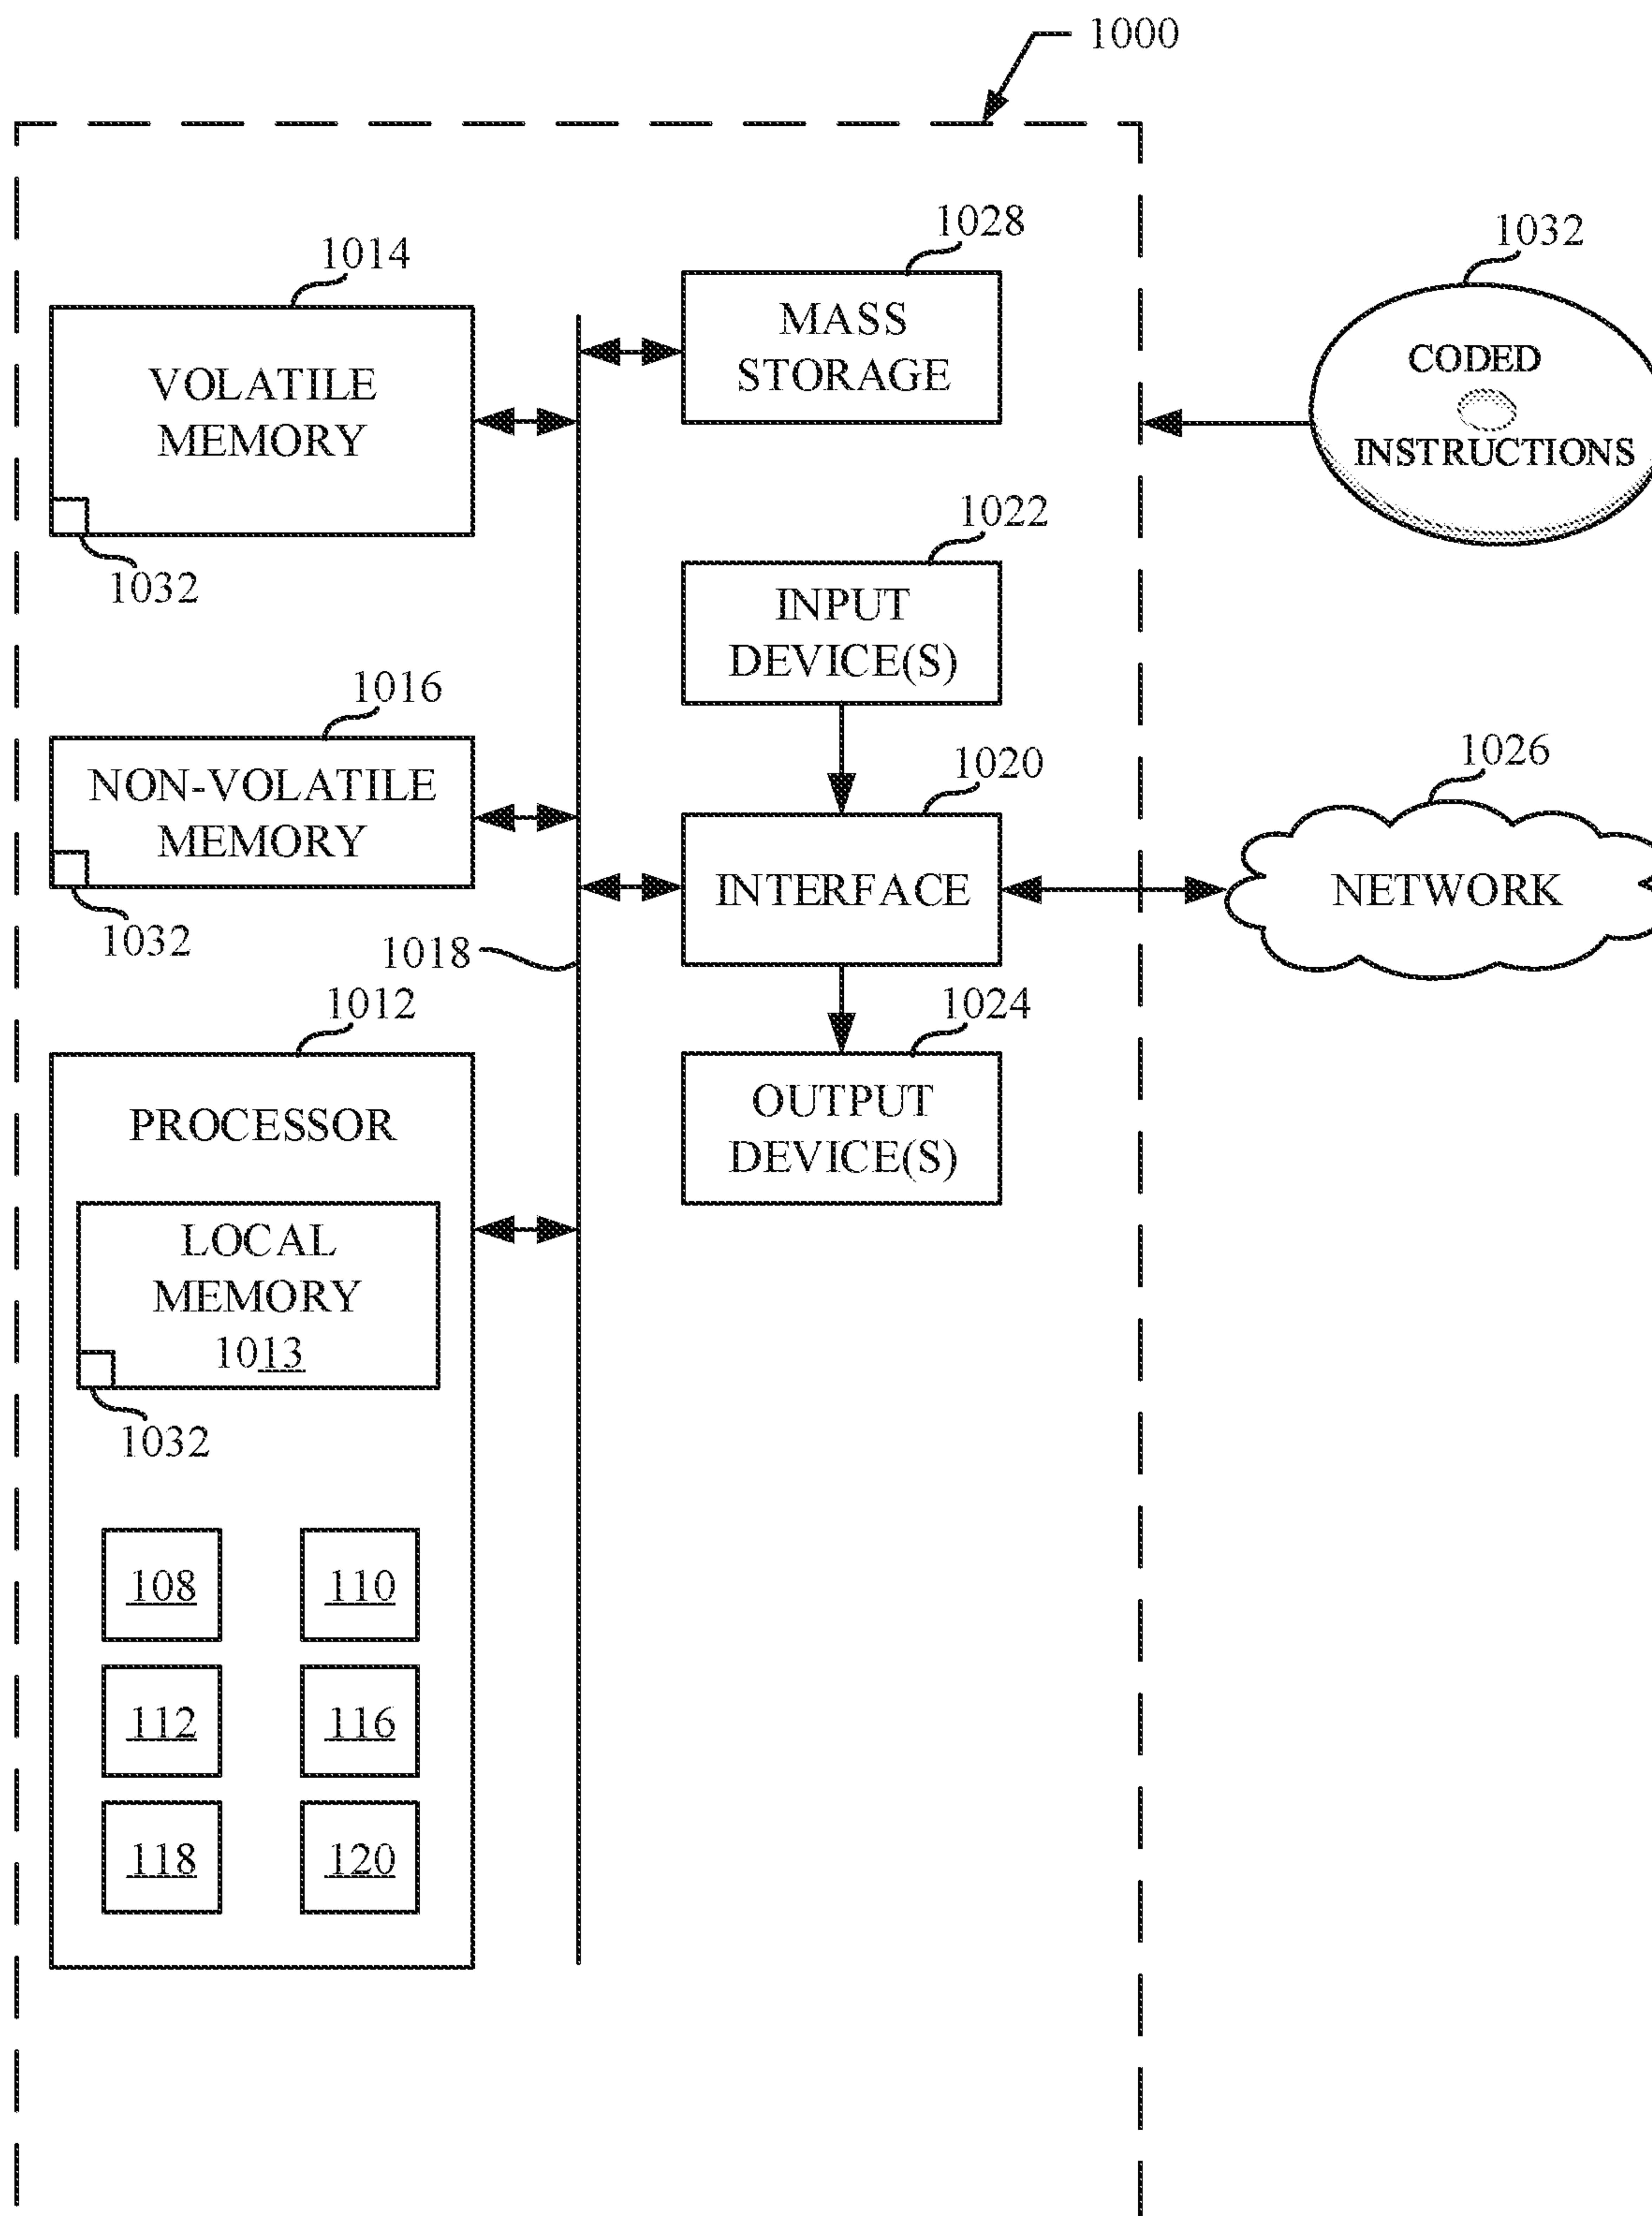 1000
1014
VOLATILE
MEMORY
1032
1016
NON-VOLATILE
MEMORY
1032
1018
1012
PROCESSOR
LOCAL
MEMORY
1013
1032
108
110
112
116
118
120
1028
MASS
STORAGE
1022
INPUT
DEVICE(S)
1020
INTERFACE
1024
OUTPUT
DEVICE(S)
1032
CODED
INSTRUCTIONS
1026
NETWORK